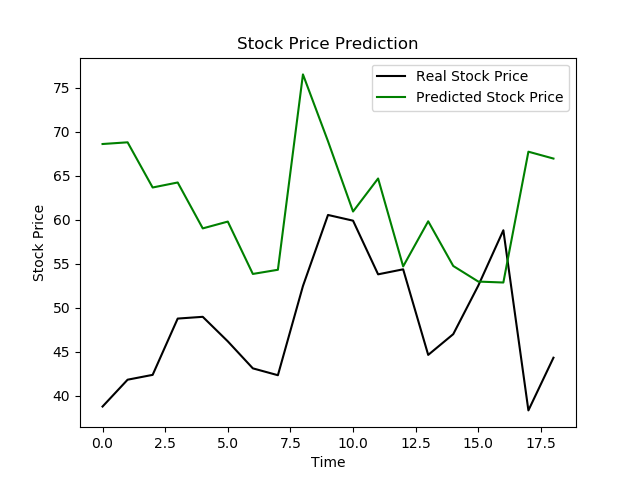 Stock Price Prediction
Real Stock Price
Predicted Stock Price
Stock Price
75
70
65
60
55
50
45
40
0.0 2.5 5.0 7.5 10.0 12.5 15.0 17.5
Time